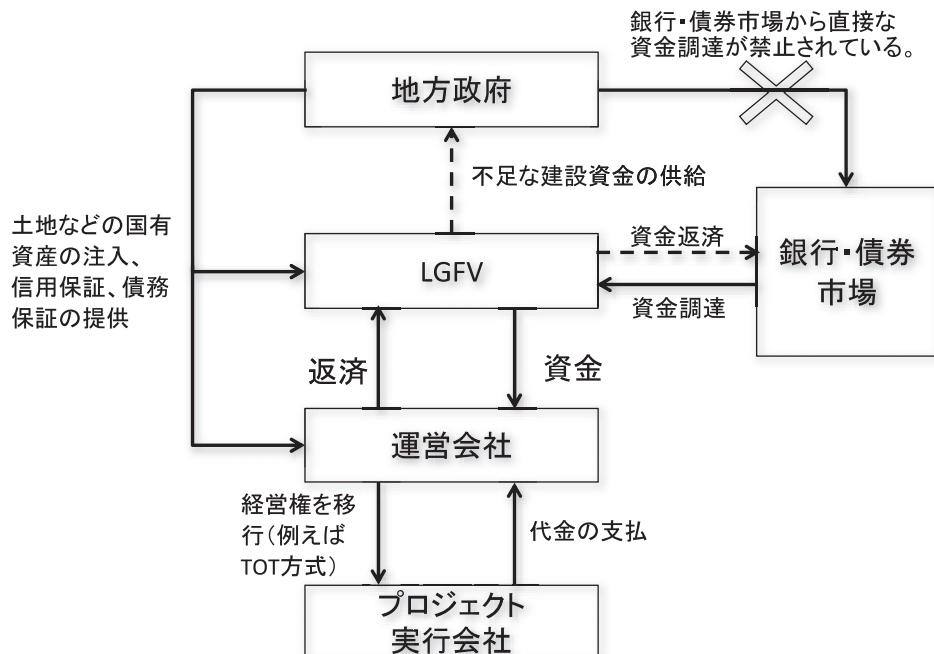 銀行・債券市場から直接な
資金調達が禁止されている。
地方政府
不足な建設資金の供給
土地などの国有
資産の注入、
信用保証、債務
保証の提供
LGFV
資金返済
資金調達
銀行・債券
市場
返済
資金
運営会社
経営権を移
行(例えば
TOT方式)
代金の支払
プロジェクト
実行会社